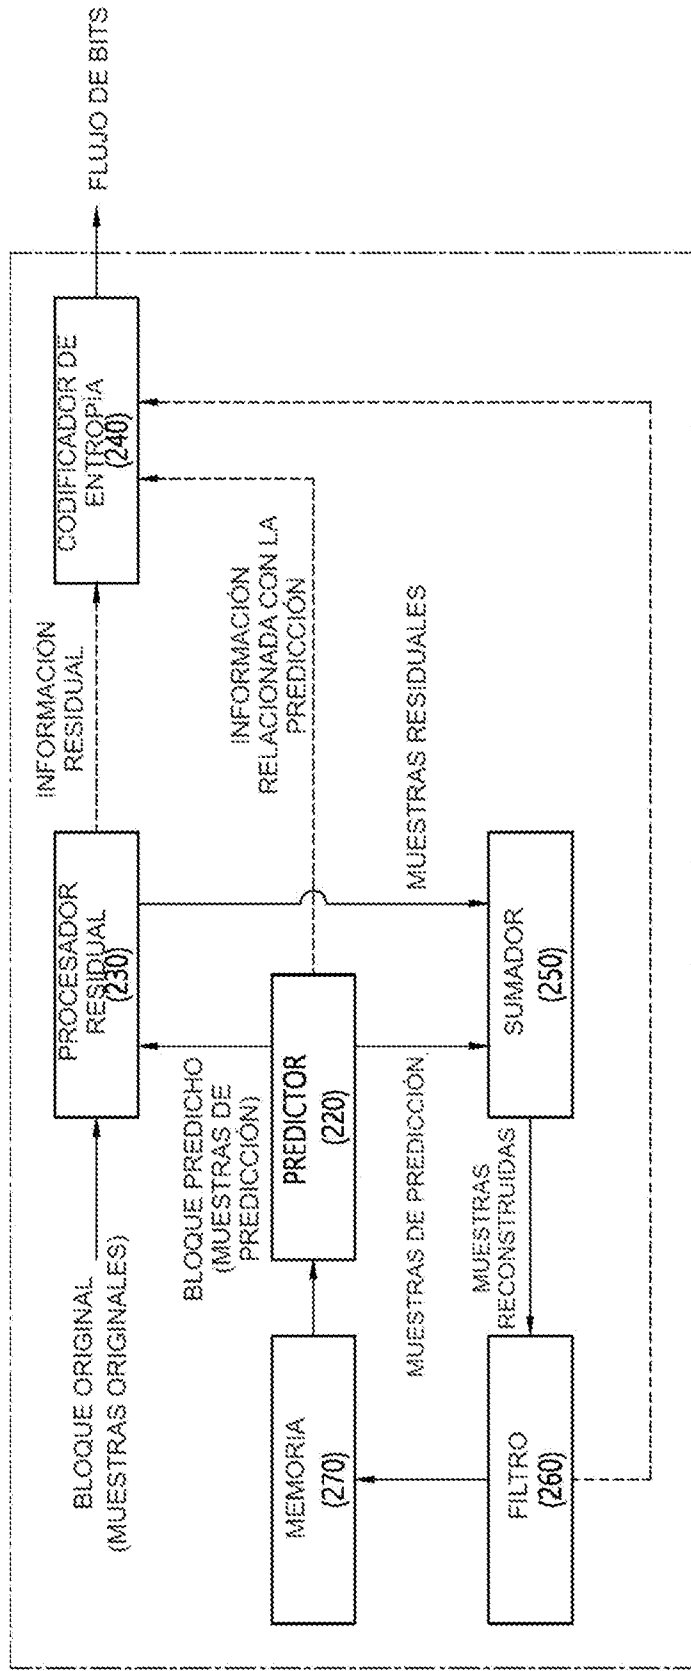 BLOQUE ORIGINAL
(MUESTRAS ORIGINALES)
PROCESADOR
RESIDUAL
(230)
INFORMACIÓN
RESIDUAL
CODIFICADOR DE
ENTROPÍA
(240)
FLUJO DE BITS
BLOQUE PREDICHO
(MUESTRAS DE
PREDICCIÓN)
INFORMACIÓN
RELACIONADA CON LA
PREDICCIÓN
MEMORIA
(270)
PREDICTOR
(220)
MUESTRAS DE PREDICCIÓN
MUESTRAS RESIDUALES
MUESTRAS
RECONSTRUIDAS
FILTRO
(260)
SUMADOR
(250)